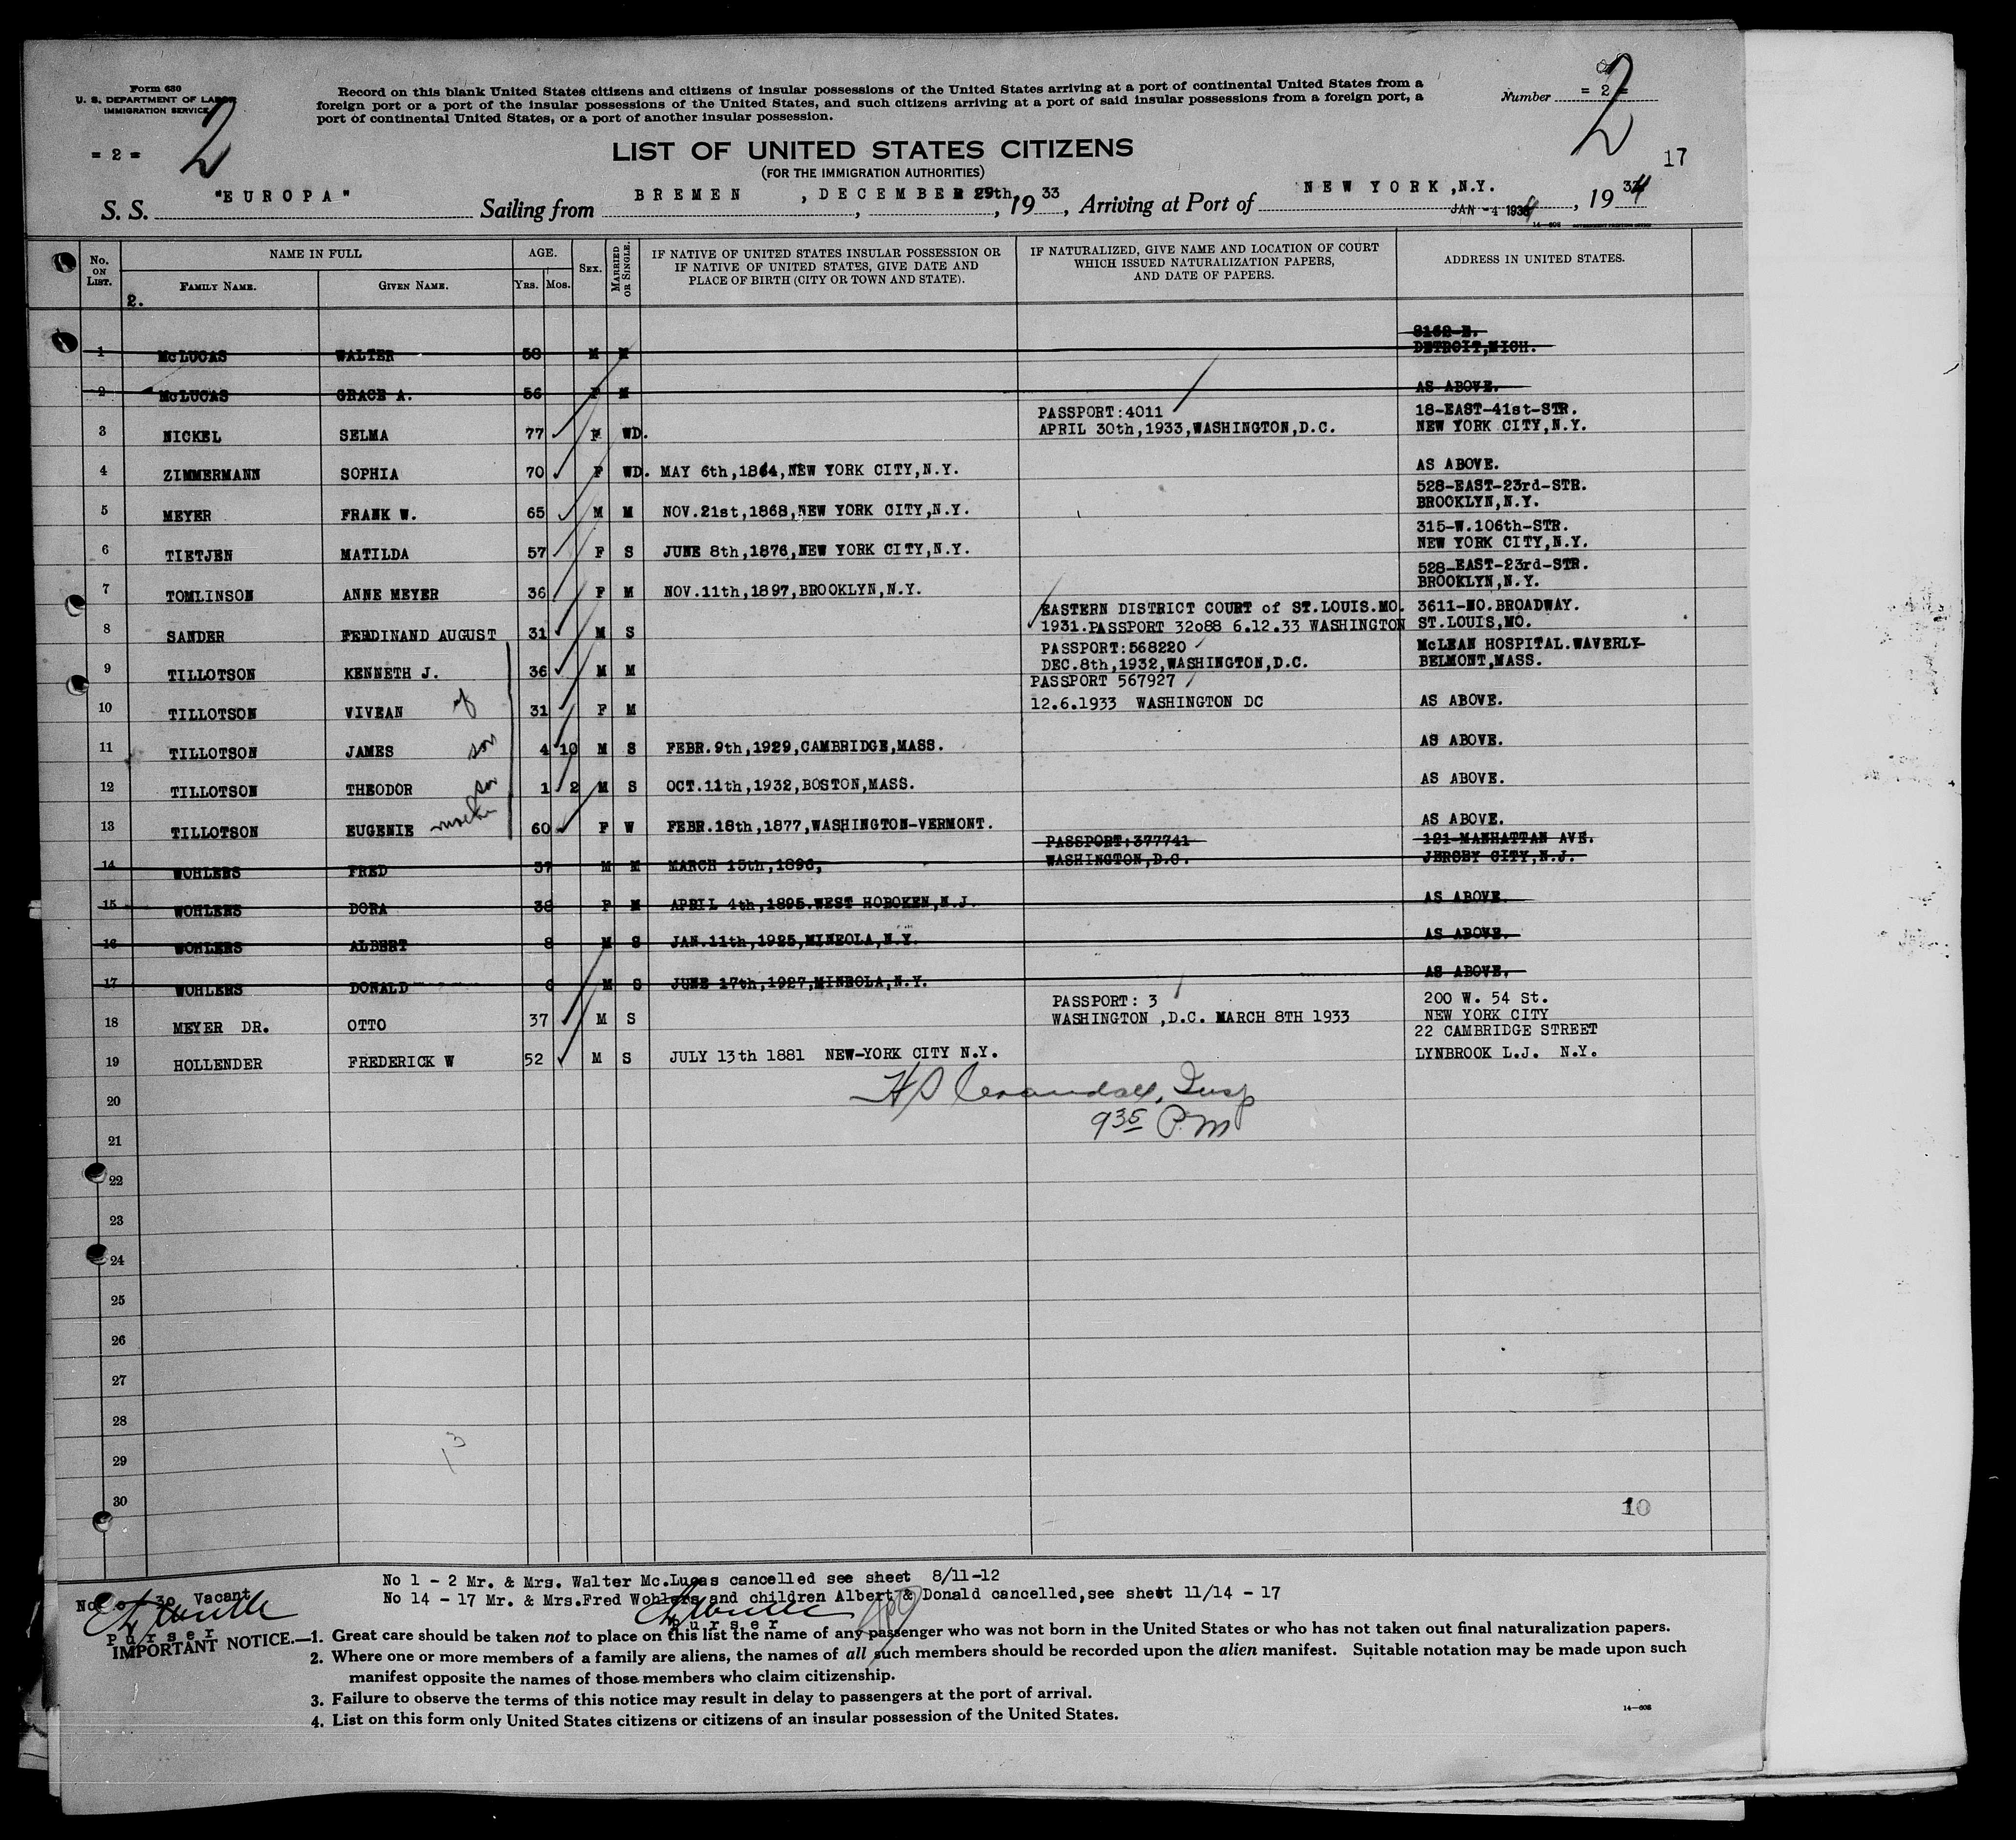 Form 630
U. S. DEPARTMENT OF LABOR
IMMIGRATION SERVICE
= 2 =
2
Record on this blank United States citizens and citizens of insular possessions of the United States arriving at a port of continental United States from a
foreign port or a port of the insular possessions of the United States, and such citizens arriving at a port of said insular possessions from a foreign port, a
port of continental United States, or a port of another insular possession.
Number = 2 =
2
17
LIST OF UNITED STATES CITIZENS
(FOR THE IMMIGRATION AUTHORITIES)
S. S. "EUROPA" Sailing from BREMEN, DECEMBER 29th, 1933, Arriving at Port of NEW YORK, N.Y. JAN -4 1934, 1934
14—608 GOVERNMENT PRINTING OFFICE
No. ON LIST. NAME IN FULL FAMILY NAME. GIVEN NAME. AGE. YRS. MOS. SEX. MARRIED OR SINGLE.
IF NATIVE OF UNITED STATES INSULAR POSSESSION OR
IF NATIVE OF UNITED STATES, GIVE DATE AND
PLACE OF BIRTH (CITY OR TOWN AND STATE).
IF NATURALIZED, GIVE NAME AND LOCATION OF COURT
WHICH ISSUED NATURALIZATION PAPERS,
AND DATE OF PAPERS.
ADDRESS IN UNITED STATES.
2.
8162-E.
1 McLUCAS WALTER 58 M M DETROIT,MICH.
2 McLUCAS GRACE A. 56 F M AS ABOVE.
PASSPORT:4011 18-EAST-41st-STR.
3 NICKEL SELMA 77 F WD. APRIL 30th,1933,WASHINGTON,D.C. NEW YORK CITY,N.Y.
4 ZIMMERMANN SOPHIA 70 F WD. MAY 6th,1864,NEW YORK CITY,N.Y. AS ABOVE.
528-EAST-23rd-STR.
5 MEYER FRANK W. 65 M M NOV.21st,1868,NEW YORK CITY,N.Y. BROOKLYN,N.Y.
315-W.106th-STR.
6 TIETJEN MATILDA 57 F S JUNE 8th,1876,NEW YORK CITY,N.Y. NEW YORK CITY,N.Y.
528-EAST-23rd-STR.
7 TOMLINSON ANNE MEYER 36 F M NOV.11th,1897,BROOKLYN,N.Y. BROOKLYN,N.Y.
EASTERN DISTRICT COURT of ST.LOUIS.MO. 3611-NO.BROADWAY.
8 SANDER FERDINAND AUGUST 31 M S 1931.PASSPORT 32o88 6.12.33 WASHINGTON ST.LOUIS,MO.
PASSPORT:568220 McLEAN HOSPITAL.WAVERLY-
9 TILLOTSON KENNETH J. 36 M M DEC.8th,1932,WASHINGTON,D.C. BELMONT,MASS.
PASSPORT 567927
10 TILLOTSON VIVEAN wf 31 F M 12.6.1933 WASHINGTON DC AS ABOVE.
11 TILLOTSON JAMES son 4 10 M S FEBR.9th,1929,CAMBRIDGE,MASS. AS ABOVE.
12 TILLOTSON THEODOR son 1 2 M S OCT.11th,1932,BOSTON,MASS. AS ABOVE.
13 TILLOTSON EUGENIE mother 60 F W FEBR.18th,1877,WASHINGTON-VERMONT. AS ABOVE.
PASSPORT:377741 121-MANHATTAN AVE.
14 WOHLERS FRED 37 M M MARCH 15th,1896, WASHINGTON,D.C. JERSEY CITY,N.J.
15 WOHLERS DORA 38 F M APRIL 4th,1895.WEST HOBOKEN,N.J. AS ABOVE.
16 WOHLERS ALBERT 8 M S JAN.11th,1925,MINEOLA,N.Y. AS ABOVE.
17 WOHLERS DONALD 6 M S JUNE 17th,1927,MINEOLA,N.Y. AS ABOVE.
PASSPORT: 3 200 W. 54 St.
18 MEYER DR. OTTO 37 M S WASHINGTON ,D.C. MARCH 8TH 1933 NEW YORK CITY
22 CAMBRIDGE STREET
19 HOLLENDER FREDERICK W 52 M S JULY 13th 1881 NEW-YORK CITY N.Y. LYNBROOK L.J. N.Y.
20 H Crandall, Insp
21 9 35 P.M
22
23
24
25
26
27
28
29
13
30
10
No 1 - 2 Mr. & Mrs. Walter Mc.Lucas cancelled see sheet 8/11-12
No 30 Vacant
No 14 - 17 Mr. & Mrs.Fred Wohlers and children Albert & Donald cancelled,see sheet 11/14 - 17
Purser
Purser
IMPORTANT NOTICE.—1. Great care should be taken not to place on this list the name of any passenger who was not born in the United States or who has not taken out final naturalization papers.
2. Where one or more members of a family are aliens, the names of all such members should be recorded upon the alien manifest. Suitable notation may be made upon such
manifest opposite the names of those members who claim citizenship.
3. Failure to observe the terms of this notice may result in delay to passengers at the port of arrival.
4. List on this form only United States citizens or citizens of an insular possession of the United States.
14—608